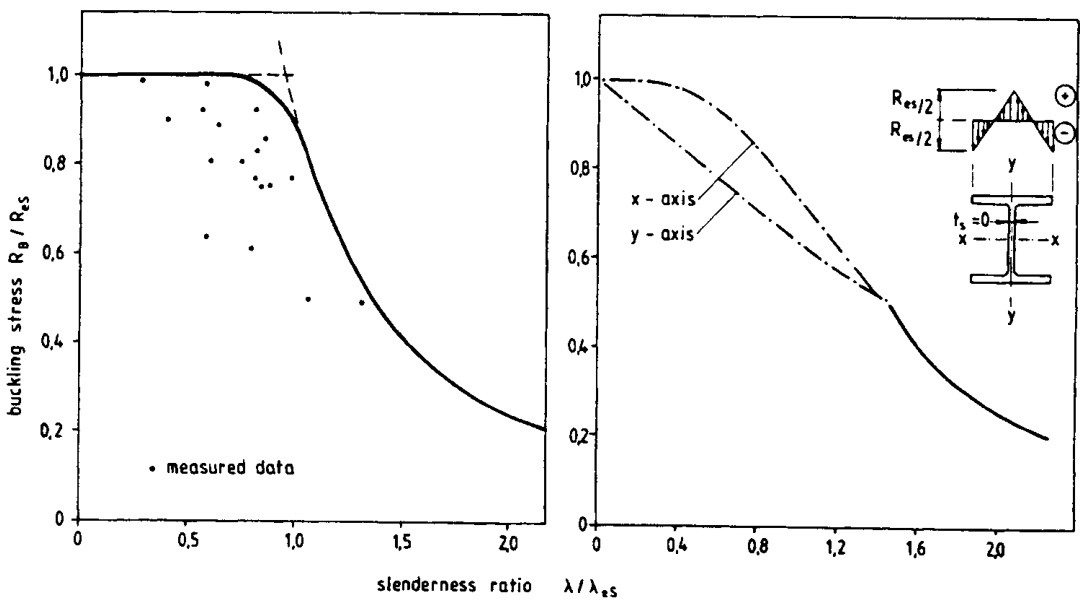 buckling stress R_B / R_eS
1,0
0,8
0,6
0,4
0,2
0
• measured data
0
0,5
1,0
1,5
2,0
1,0
0,8
0,6
0,4
0,2
0
x - axis
y - axis
R_es/2
R_es/2
+
−
y
t_s = 0
x
x
y
0
0,4
0,8
1,2
1,6
2,0
slenderness ratio λ/λ_eS